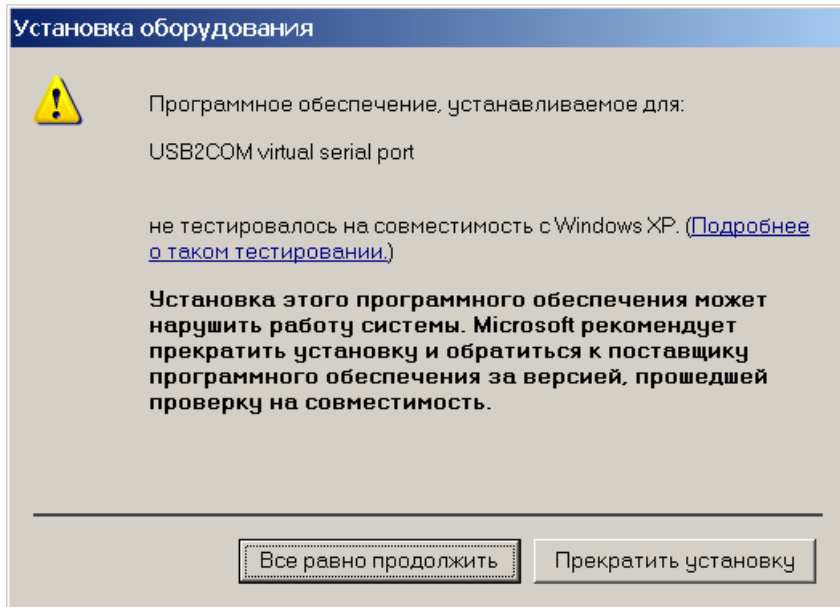 Установка оборудования
Программное обеспечение, устанавливаемое для:
USB2COM virtual serial port
не тестировалось на совместимость с Windows XP. (Подробнее
о таком тестировании.)
Установка этого программного обеспечения может
нарушить работу системы. Microsoft рекомендует
прекратить установку и обратиться к поставщику
программного обеспечения за версией, прошедшей
проверку на совместимость.
Все равно продолжить
Прекратить установку